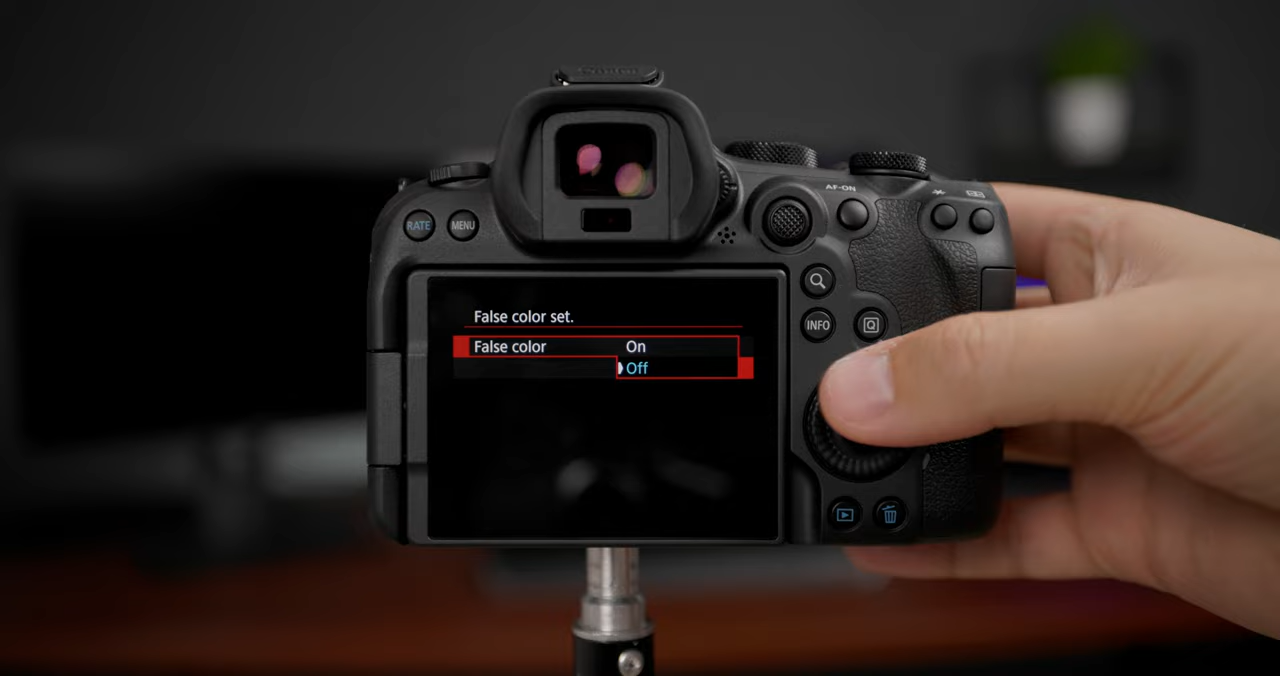 AF-ON
RATE
MENU
False color set.
False color
On
Off
INFO
Q